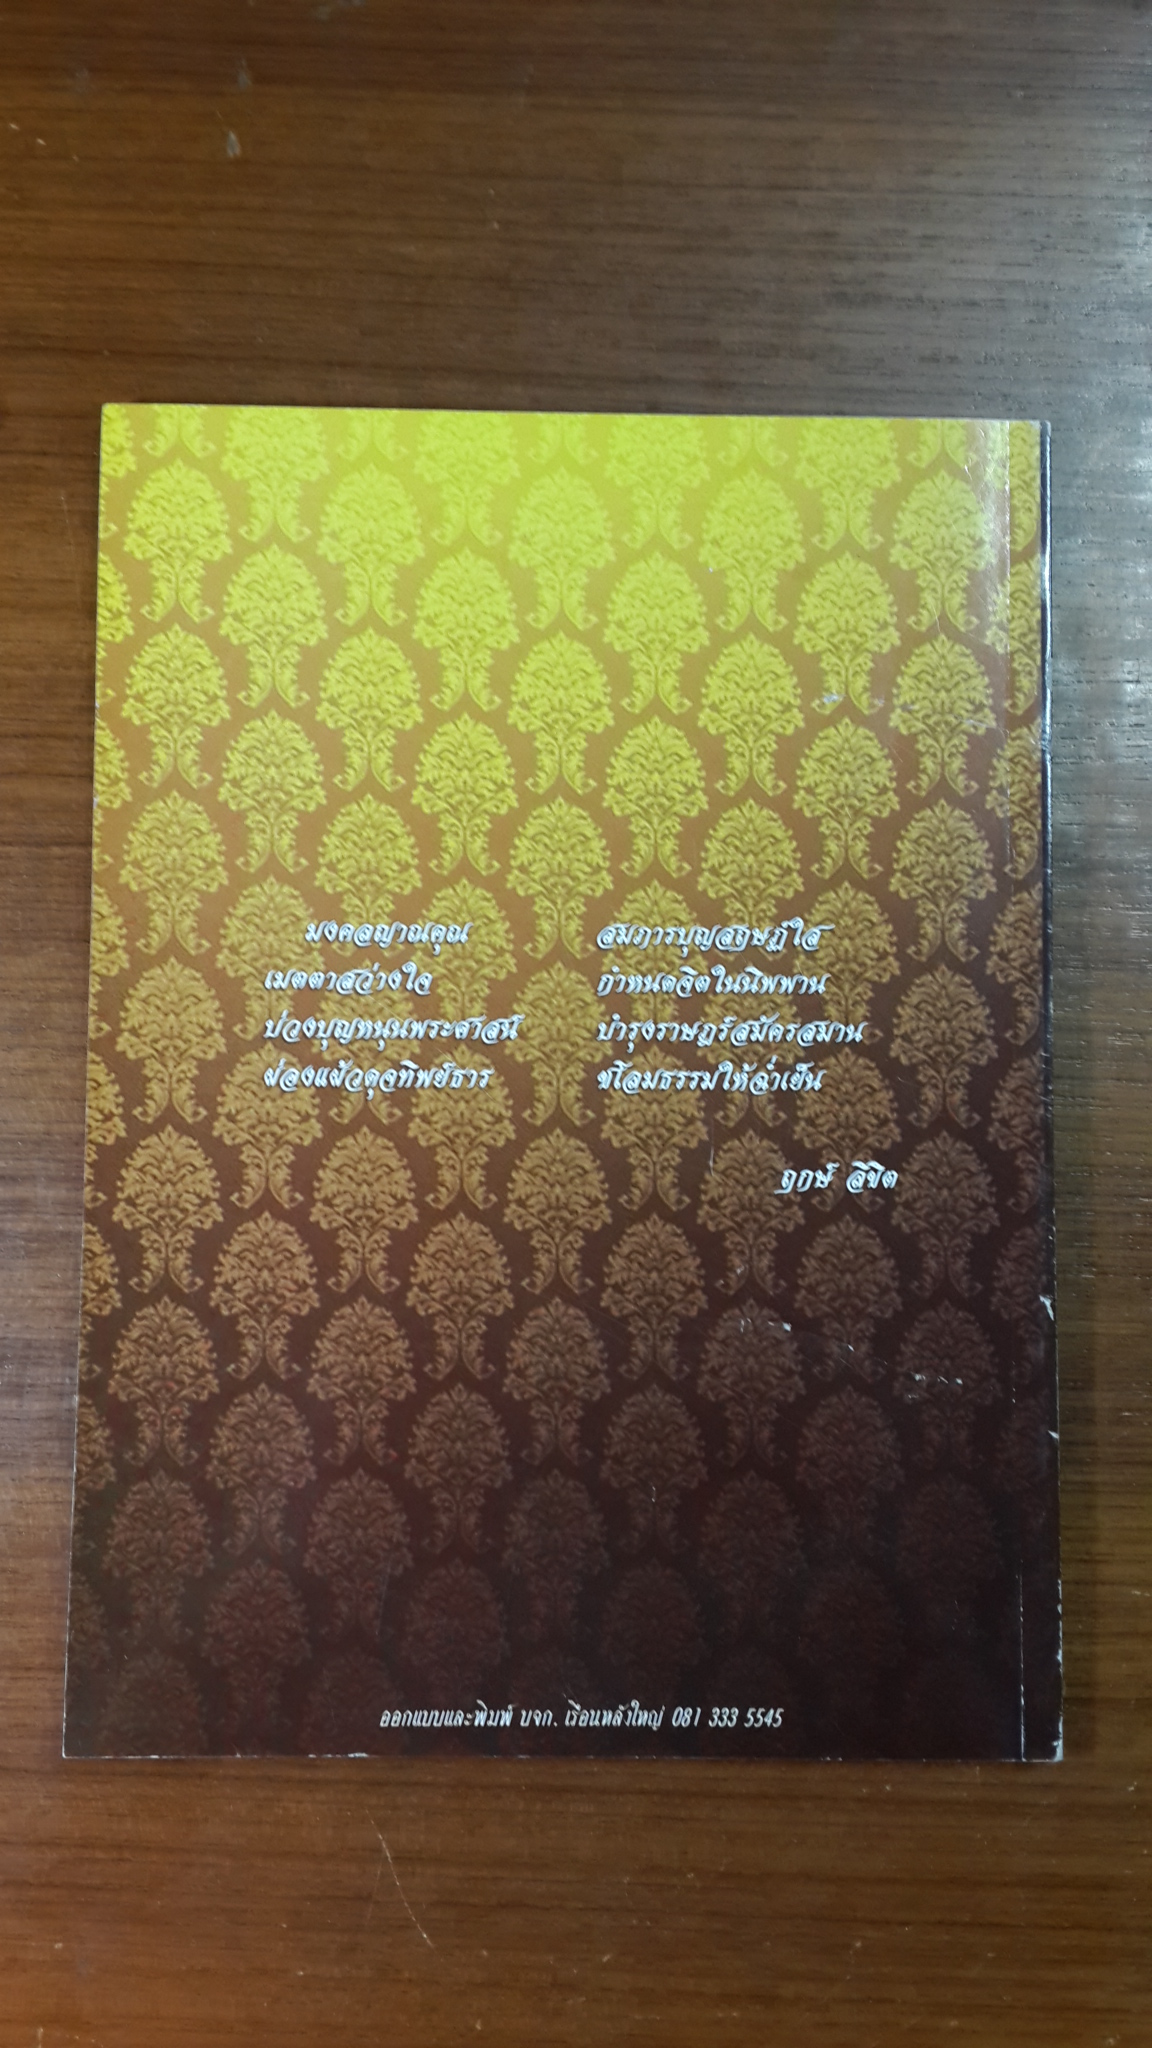 มงคลญาณคุณ สมภารบุญสฤษฎ์ใส
เมตตาสว่างใจ กำหนดจิตในนิพพาน
ปวงบุญหนุนพระศาสน์ บำรุงราษฎร์สมัครสมาน
ผ่องแผ้วดุจทิพย์ธาร ชโลมธรรมให้ฉ่ำเย็น
ฤกษ์ ลิขิต
ออกแบบและพิมพ์ บจก. เรือนหลังใหญ่ 081 333 5545